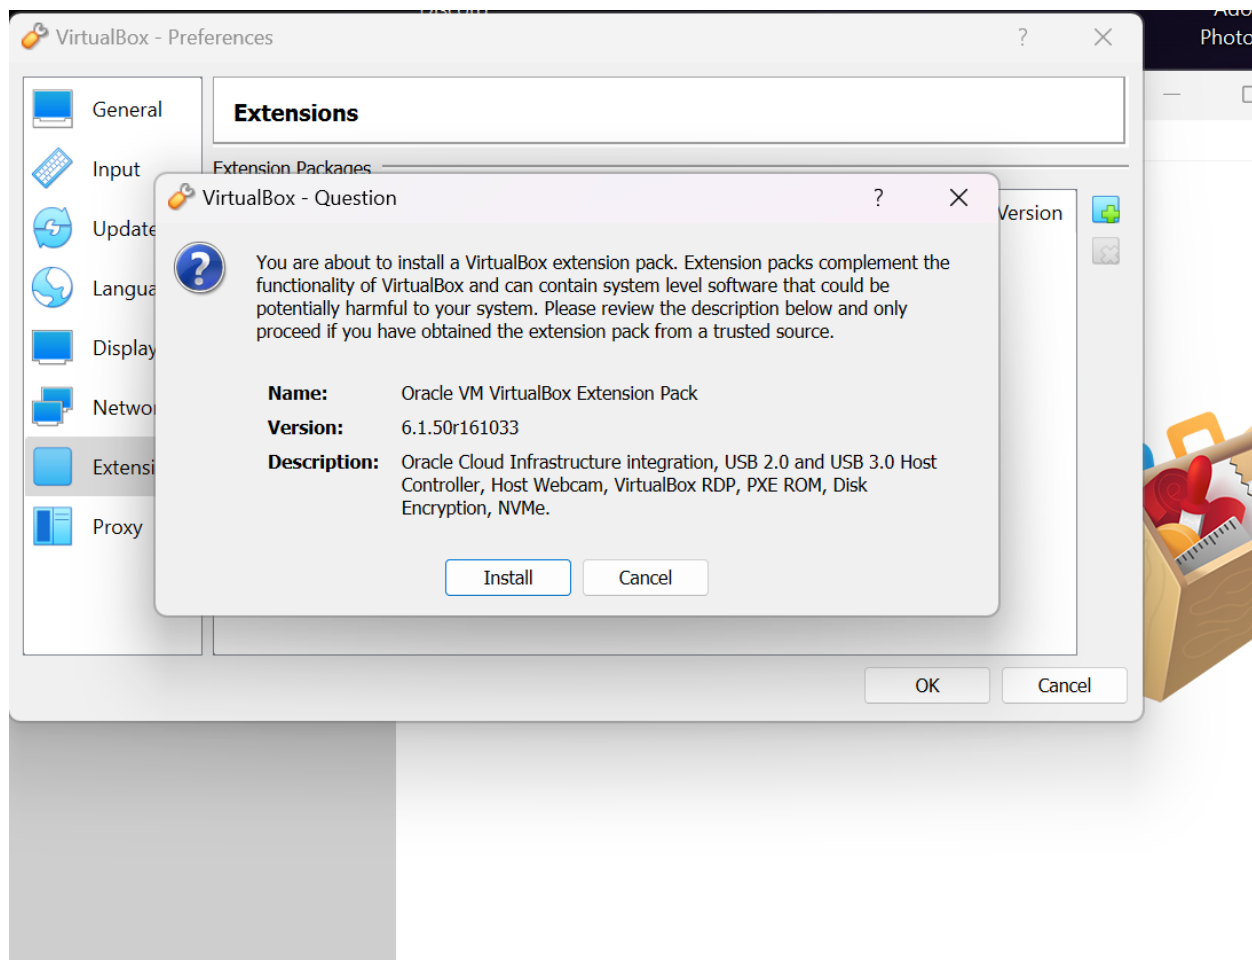 VirtualBox - Preferences
?
Photo
General
Extensions
Input
Extension Packages
VirtualBox - Question
?
Version
Update
You are about to install a VirtualBox extension pack. Extension packs complement the
functionality of VirtualBox and can contain system level software that could be
potentially harmful to your system. Please review the description below and only
proceed if you have obtained the extension pack from a trusted source.
Langua
Display
Name: Oracle VM VirtualBox Extension Pack
Networ
Version: 6.1.50r161033
Extensi
Description: Oracle Cloud Infrastructure integration, USB 2.0 and USB 3.0 Host
Controller, Host Webcam, VirtualBox RDP, PXE ROM, Disk
Encryption, NVMe.
Proxy
Install Cancel
OK Cancel